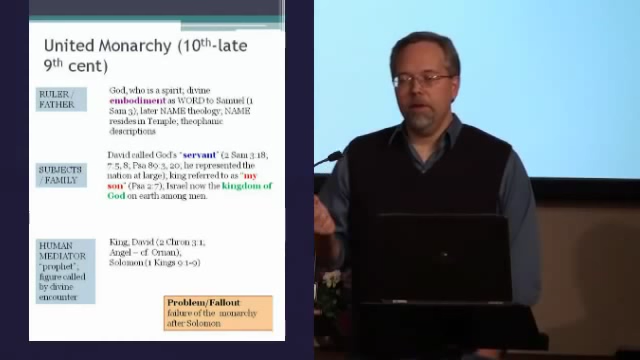 United Monarchy (10th-late
9th cent)
RULER /
FATHER
God, who is a spirit; divine
embodiment as WORD to Samuel (1
Sam 3), later NAME theology; NAME
resides in Temple; theophanic
descriptions
SUBJECTS
/ FAMILY
David called God's "servant" (2 Sam 3:18,
7:5, 8; Psa 89:3, 20, he represented the
nation at large); king referred to as "my
son" (Psa 2:7), Israel now the kingdom of
God on earth among men.
HUMAN
MEDIATOR
"prophet";
figure called
by divine
encounter
King, David (2 Chron 3:1,
Angel – cf. Ornan),
Solomon (1 Kings 9:1-9)
Problem/Fallout
failure of the monarchy
after Solomon